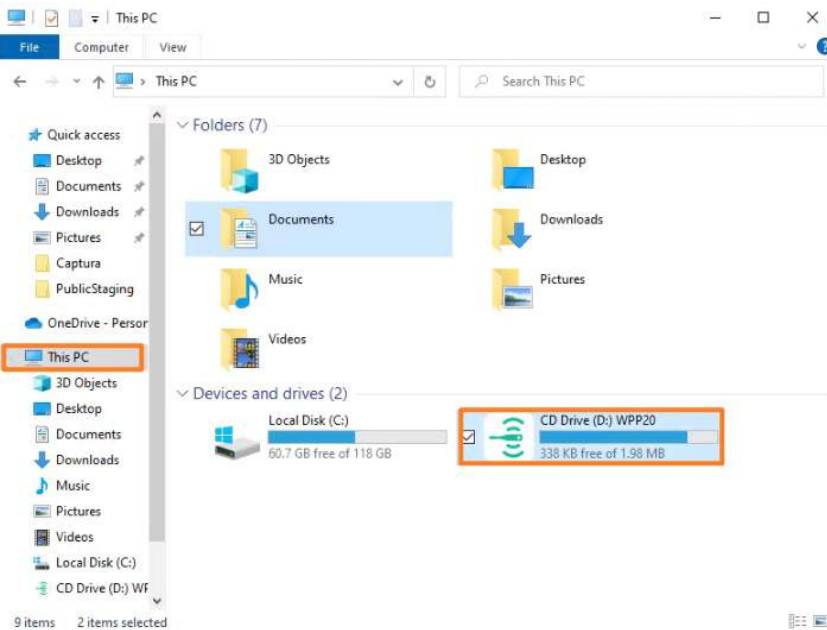 This PC
File Computer View
This PC
Search This PC
Quick access
Desktop
Documents
Downloads
Pictures
Captura
PublicStaging
OneDrive - Person
This PC
3D Objects
Desktop
Documents
Downloads
Music
Pictures
Videos
Local Disk (C:)
CD Drive (D:) WP
Folders (7)
3D Objects
Desktop
Documents
Downloads
Music
Pictures
Videos
Devices and drives (2)
Local Disk (C:)
60.7 GB free of 118 GB
CD Drive (D:) WPP20
338 KB free of 1.98 MB
9 items 2 items selected